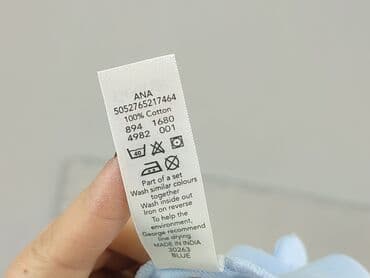 ANA
5052765217464
100% Cotton
894 1680
4982 001
40
Part of a set
Wash similar colours
together
Wash inside out
Iron on reverse
To help the
environment,
George recommend
line drying.
MADE IN INDIA
30263
BLUE